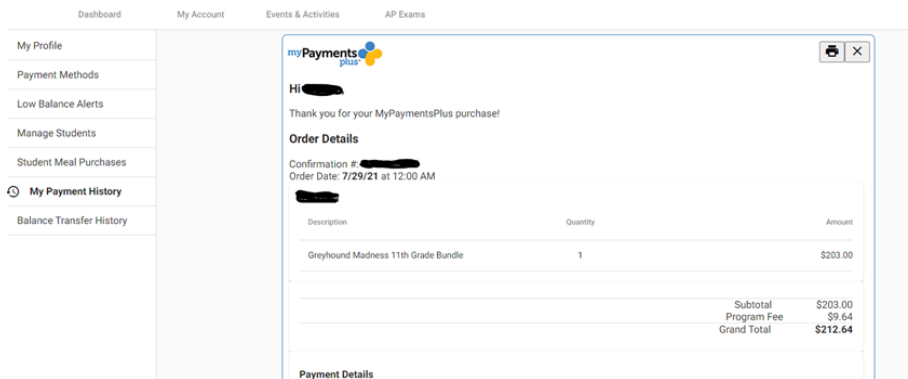 Dashboard My Account Events & Activities AP Exams
My Profile
Payment Methods
Low Balance Alerts
Manage Students
Student Meal Purchases
My Payment History
Balance Transfer History
myPayments
plus
Hi
Thank you for your MyPaymentsPlus purchase!
Order Details
Confirmation #:
Order Date: 7/29/21 at 12:00 AM
Description Quantity Amount
Greyhound Madness 11th Grade Bundle 1 $203.00
Subtotal $203.00
Program Fee $9.64
Grand Total $212.64
Payment Details